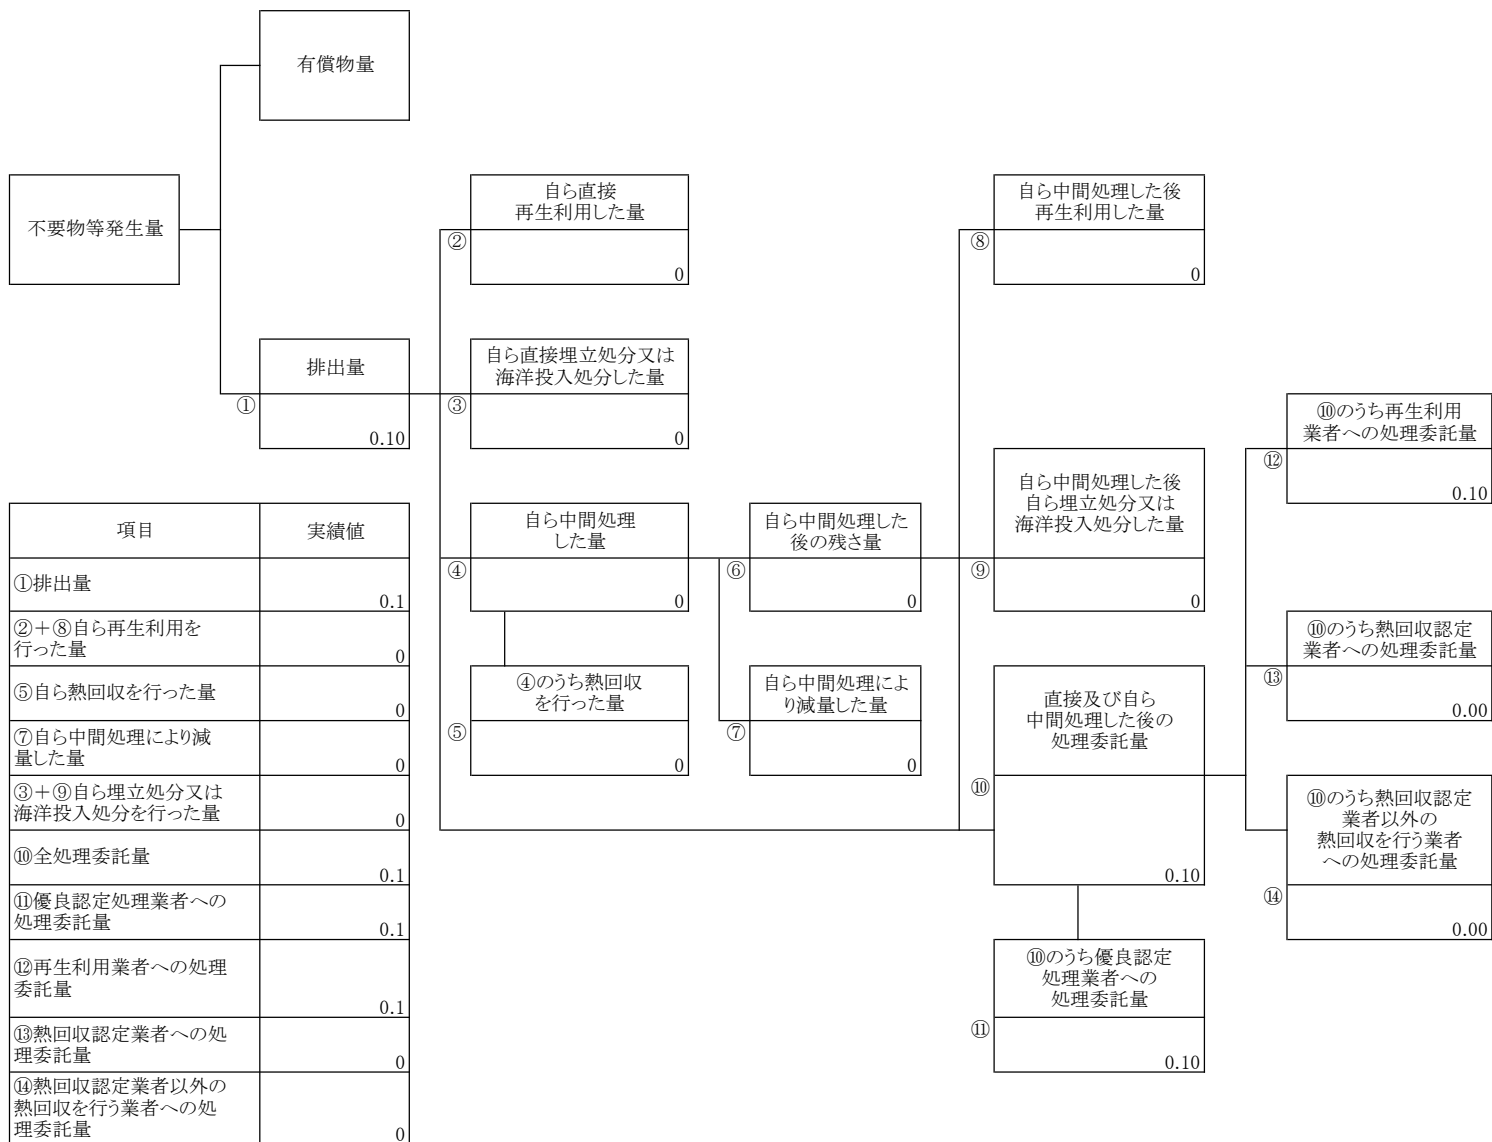 有償物量
不要物等発生量
自ら直接
再生利用した量
②
0
自ら中間処理した後
再生利用した量
⑧
0
排出量
①
0.10
自ら直接埋立処分又は
海洋投入処分した量
③
0
⑩のうち再生利用
業者への処理委託量
⑫
0.10
自ら中間処理
した量
④
0
自ら中間処理した
後の残さ量
⑥
0
自ら中間処理した後
自ら埋立処分又は
海洋投入処分した量
⑨
0
⑩のうち熱回収認定
業者への処理委託量
⑬
0.00
④のうち熱回収
を行った量
⑤
0
自ら中間処理によ
り減量した量
⑦
0
直接及び自ら
中間処理した後の
処理委託量
⑩
0.10
⑩のうち熱回収認定
業者以外の
熱回収を行う業者
への処理委託量
⑭
0.00
⑩のうち優良認定
処理業者への
処理委託量
⑪
0.10
項目 実績値
①排出量
0.1
②+⑧自ら再生利用を
行った量
0
⑤自ら熱回収を行った量
0
⑦自ら中間処理により減
量した量
0
③+⑨自ら埋立処分又は
海洋投入処分を行った量
0
⑩全処理委託量
0.1
⑪優良認定処理業者への
処理委託量
0.1
⑫再生利用業者への処理
委託量
0.1
⑬熱回収認定業者への処
理委託量
0
⑭熱回収認定業者以外の
熱回収を行う業者への処
理委託量
0